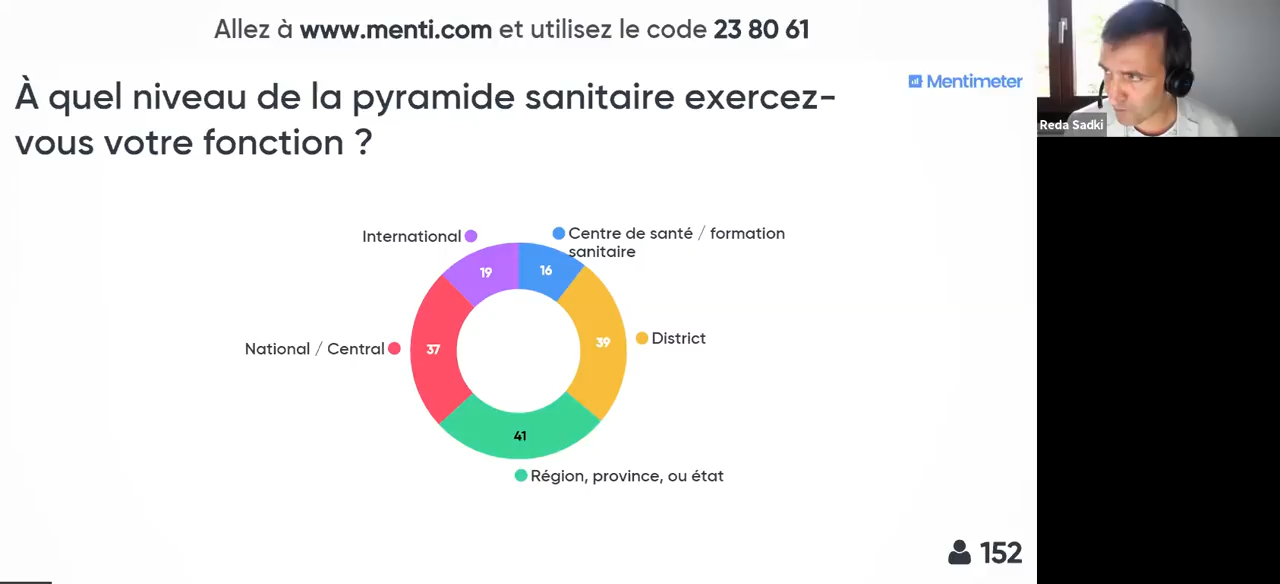 Allez à www.menti.com et utilisez le code 23 80 61
Mentimeter
À quel niveau de la pyramide sanitaire exercez-
vous votre fonction ?
Reda Sadki
International
Centre de santé / formation
sanitaire
19
16
National / Central
37
39
District
41
Région, province, ou état
152